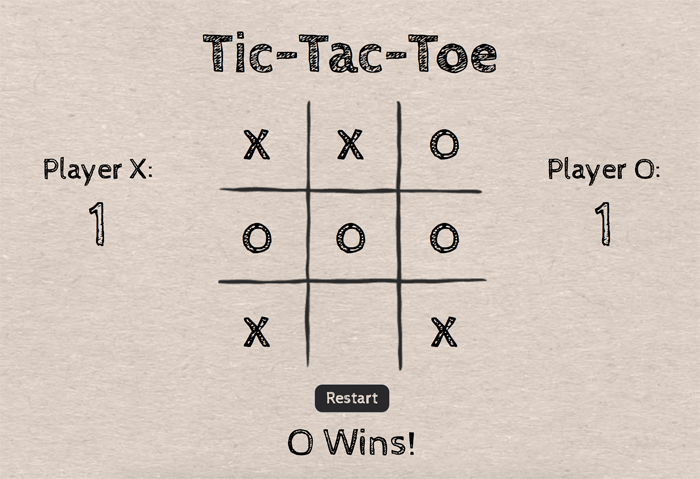 Tic-Tac-Toe
Player X:
1
X X O
O O O
X X
Player O:
1
Restart
O Wins!